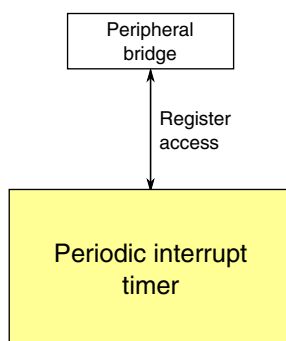 Peripheral
bridge
Register
access
Periodic interrupt
timer